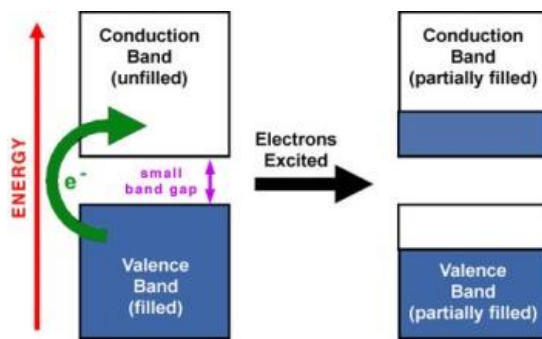 ENERGY
Conduction
Band
(unfilled)
e-
small
band gap
Valence
Band
(filled)
Electrons
Excited
Conduction
Band
(partially filled)
Valence
Band
(partially filled)